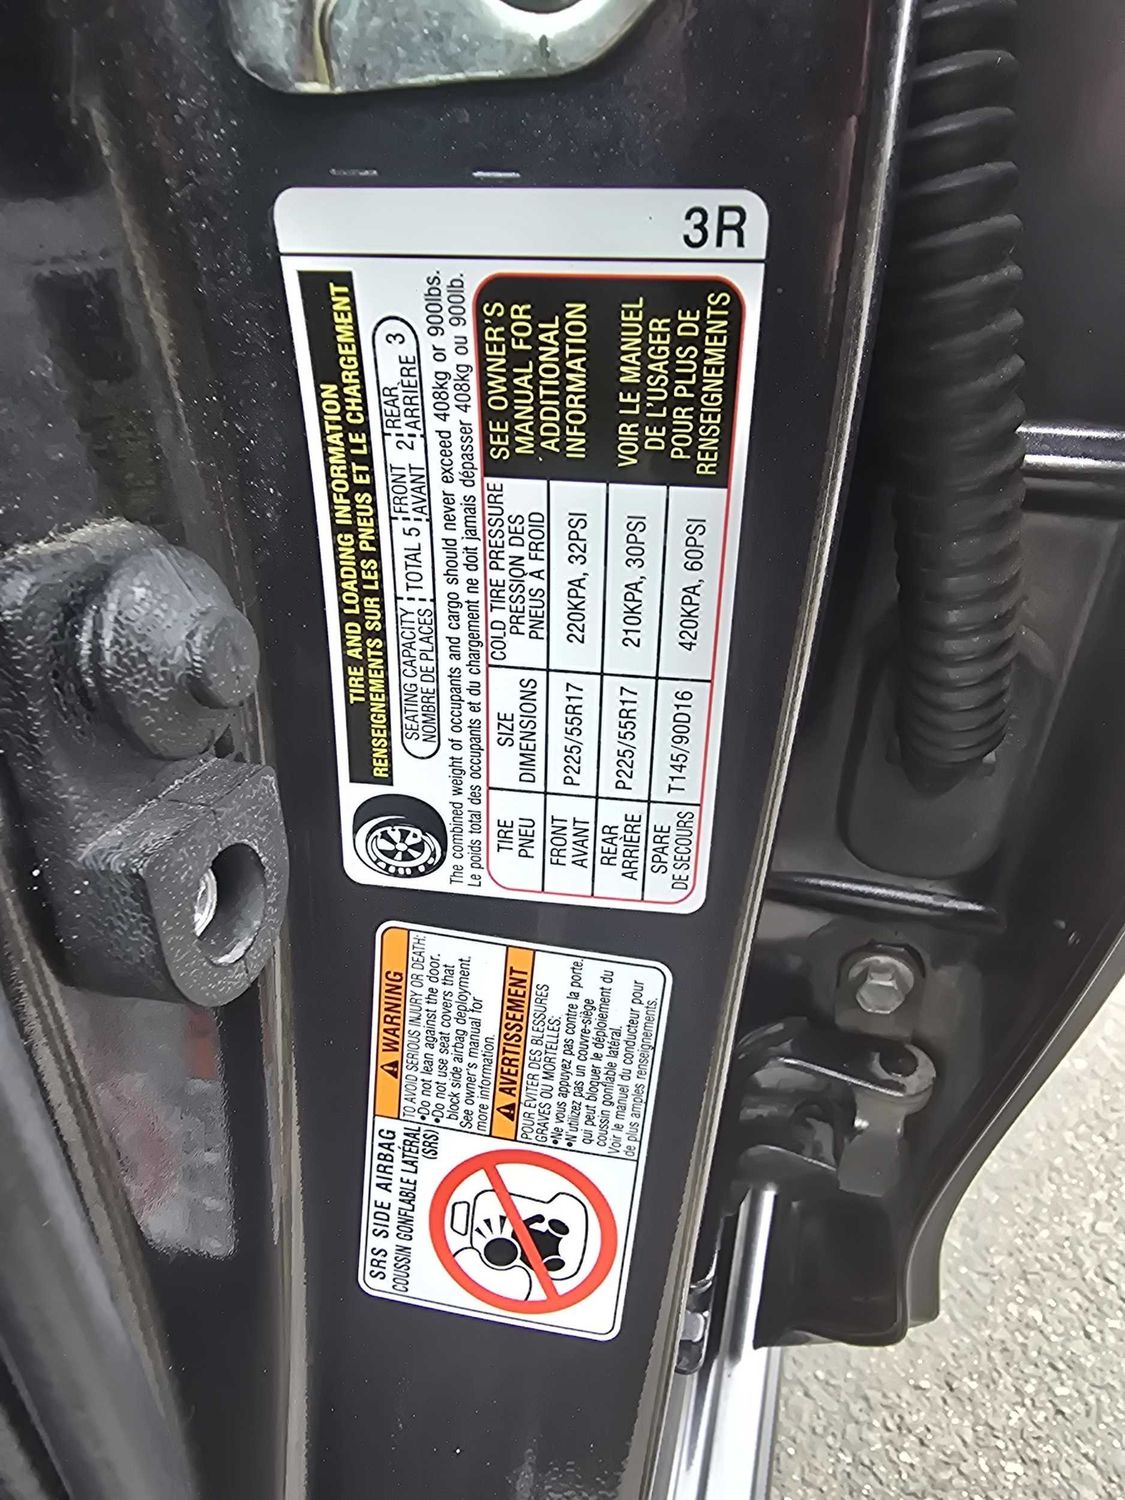 3R
TIRE AND LOADING INFORMATION
RENSEIGNEMENTS SUR LES PNEUS ET LE CHARGEMENT
SEATING CAPACITY TOTAL 5 FRONT 2 REAR 3
NOMBRE DE PLACES AVANT ARRIÈRE
The combined weight of occupants and cargo should never exceed 408kg or 900lbs.
Le poids total des occupants et du chargement ne doit jamais dépasser 408kg ou 900lb.
TIRE SIZE COLD TIRE PRESSURE
PNEU DIMENSIONS PRESSION DES
PNEUS A FROID
FRONT P225/55R17 220KPA, 32PSI
AVANT
REAR P225/55R17 210KPA, 30PSI
ARRIÈRE
SPARE T145/90D16 420KPA, 60PSI
DE SECOURS
SEE OWNER'S
MANUAL FOR
ADDITIONAL
INFORMATION
VOIR LE MANUEL
DE L'USAGER
POUR PLUS DE
RENSEIGNEMENTS
SRS SIDE AIRBAG
COUSSIN GONFLABLE LATÉRAL
(SRS)
⚠ WARNING
TO AVOID SERIOUS INJURY OR DEATH:
•Do not lean against the door.
•Do not use seat covers that
block side airbag deployment.
See owner's manual for
more information.
⚠ AVERTISSEMENT
POUR ÉVITER DES BLESSURES
GRAVES OU MORTELLES:
•Ne vous appuyez pas contre la porte.
•N'utilizez pas un couvre-siège
qui peut bloquer le déploiement du
coussin gonflable latéral.
Voir le manuel du conducteur pour
de plus amples renseignements.